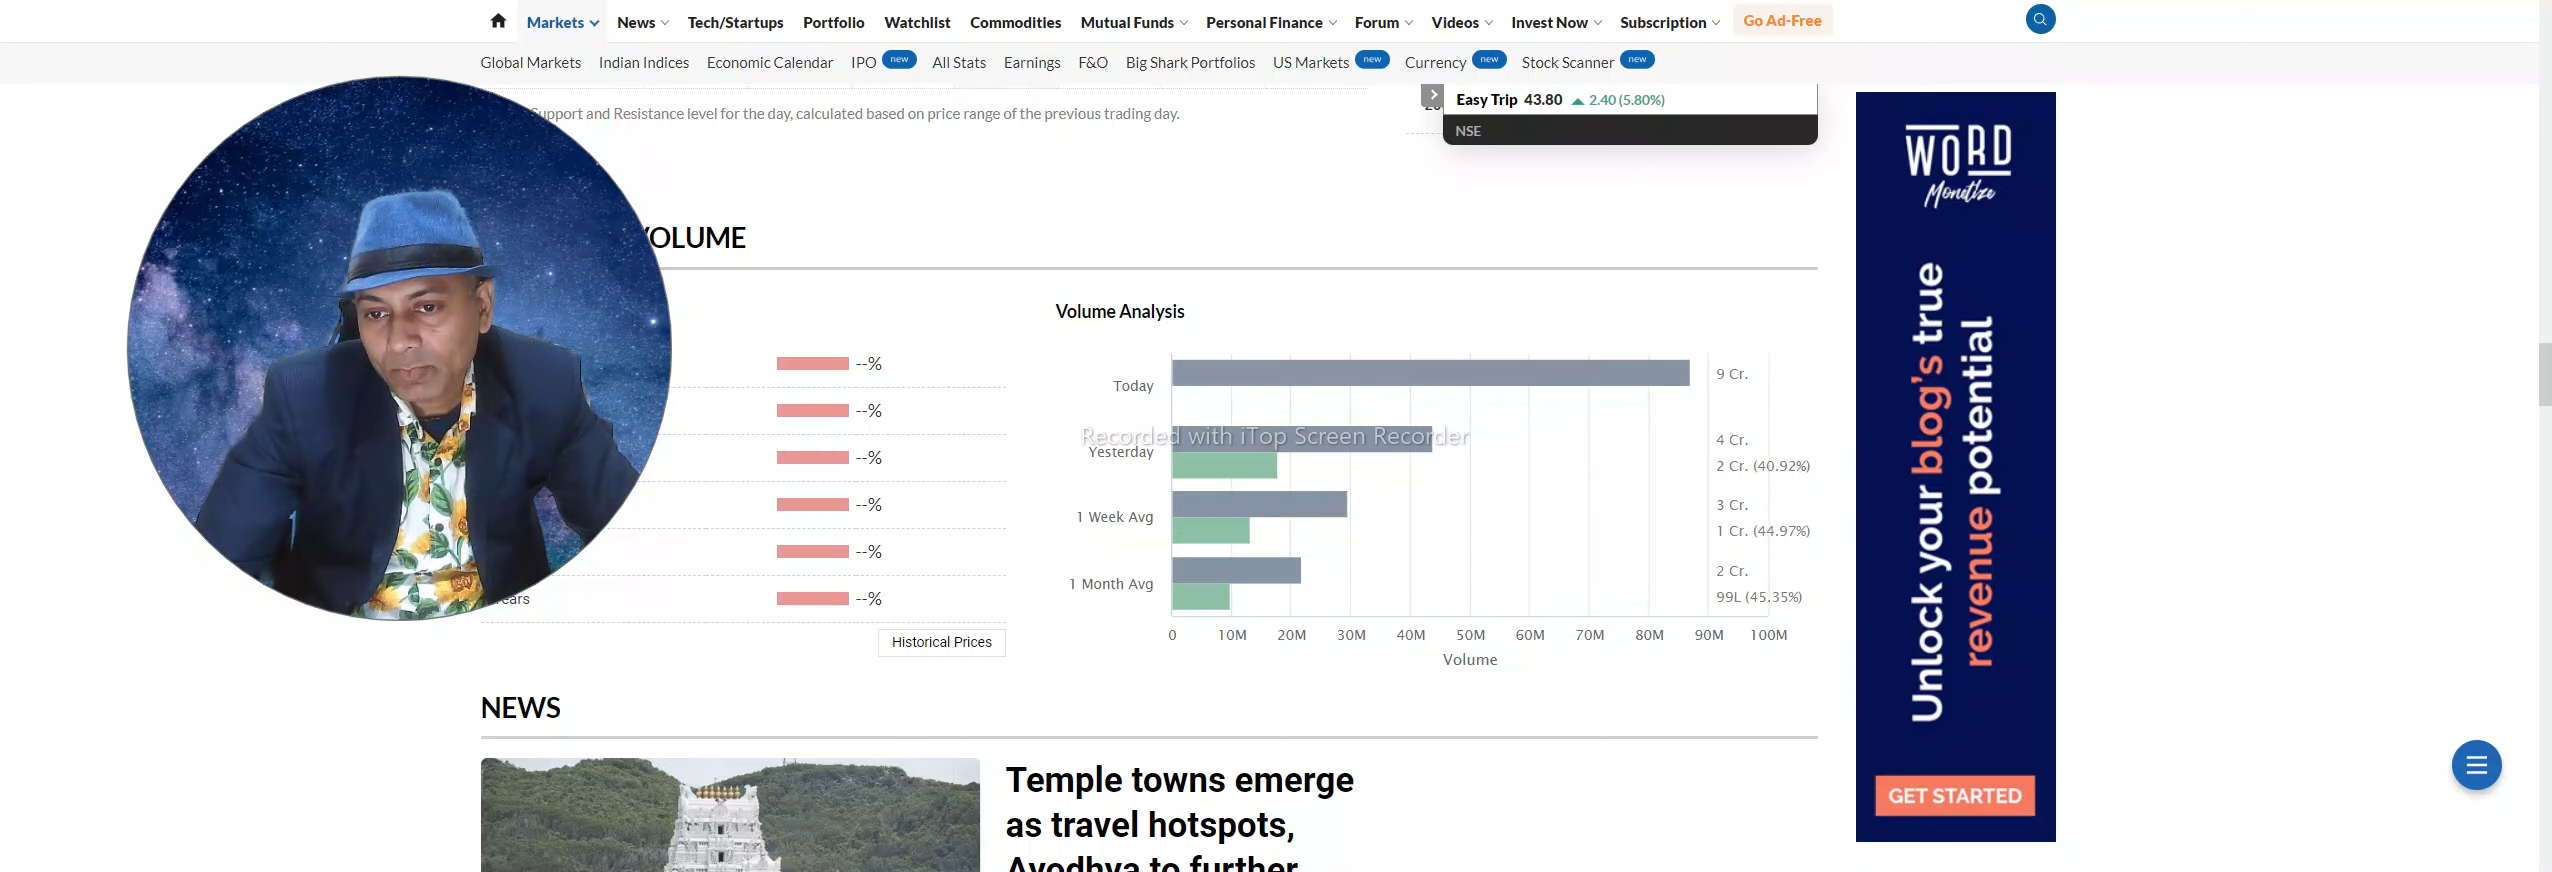 Markets News Tech/Startups Portfolio Watchlist Commodities Mutual Funds Personal Finance Forum Videos Invest Now Subscription Go Ad-Free
Global Markets Indian Indices Economic Calendar IPO new All Stats Earnings F&O Big Shark Portfolios US Markets new Currency new Stock Scanner new
Support and Resistance level for the day, calculated based on price range of the previous trading day.
Easy Trip 43.80 2.40 (5.80%)
NSE
VOLUME
Volume Analysis
--%
--%
--%
--%
--%
--%
Historical Prices
Today 9 Cr.
Recorded with iTop Screen Recorder
Yesterday 4 Cr.
2 Cr. (40.92%)
1 Week Avg 3 Cr.
1 Cr. (44.97%)
1 Month Avg 2 Cr.
99L (45.35%)
0 10M 20M 30M 40M 50M 60M 70M 80M 90M 100M
Volume
NEWS
Temple towns emerge
as travel hotspots,
Ayodhya to further
WORD
Monetize
Unlock your blog's true
revenue potential
GET STARTED